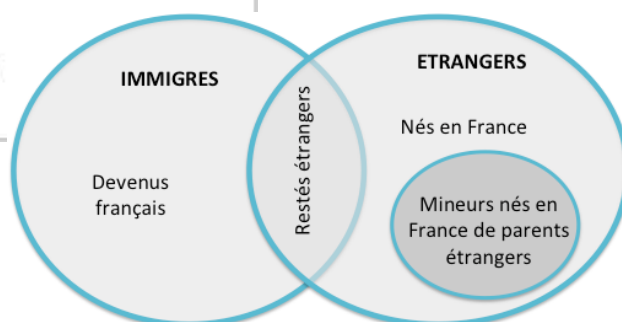 IMMIGRES
ETRANGERS
Restés étrangers
Nés en France
Devenus
français
Mineurs nés en
France de parents
étrangers